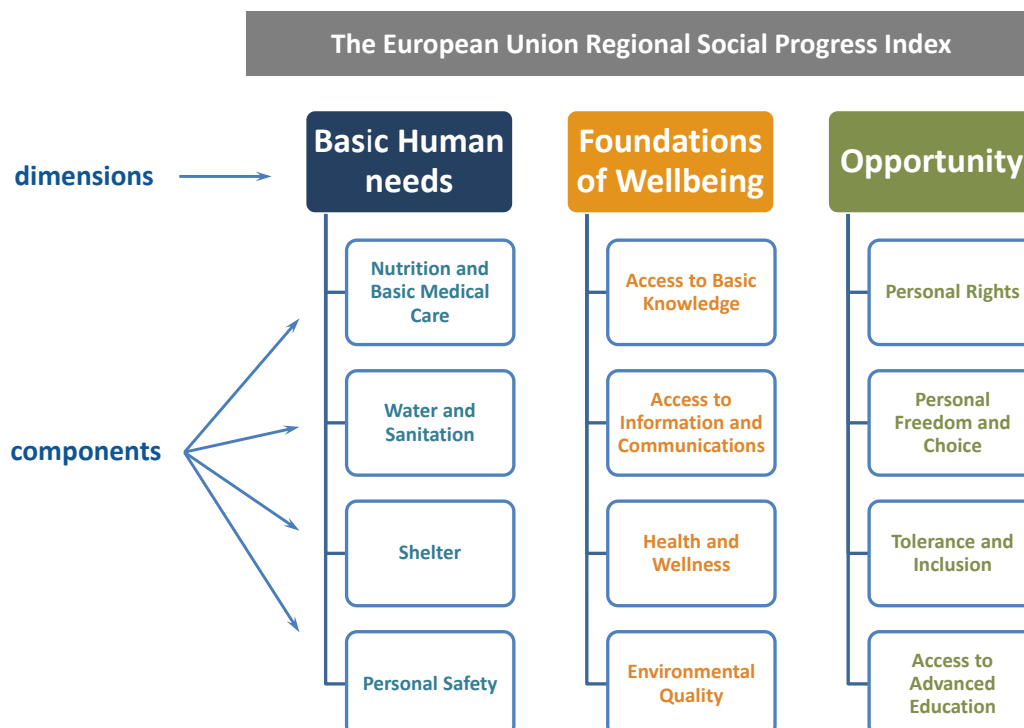 The European Union Regional Social Progress Index
dimensions
Basic Human
needs
Foundations
of Wellbeing
Opportunity
components
Nutrition and
Basic Medical
Care
Water and
Sanitation
Shelter
Personal Safety
Access to Basic
Knowledge
Access to
Information and
Communications
Health and
Wellness
Environmental
Quality
Personal Rights
Personal
Freedom and
Choice
Tolerance and
Inclusion
Access to
Advanced
Education